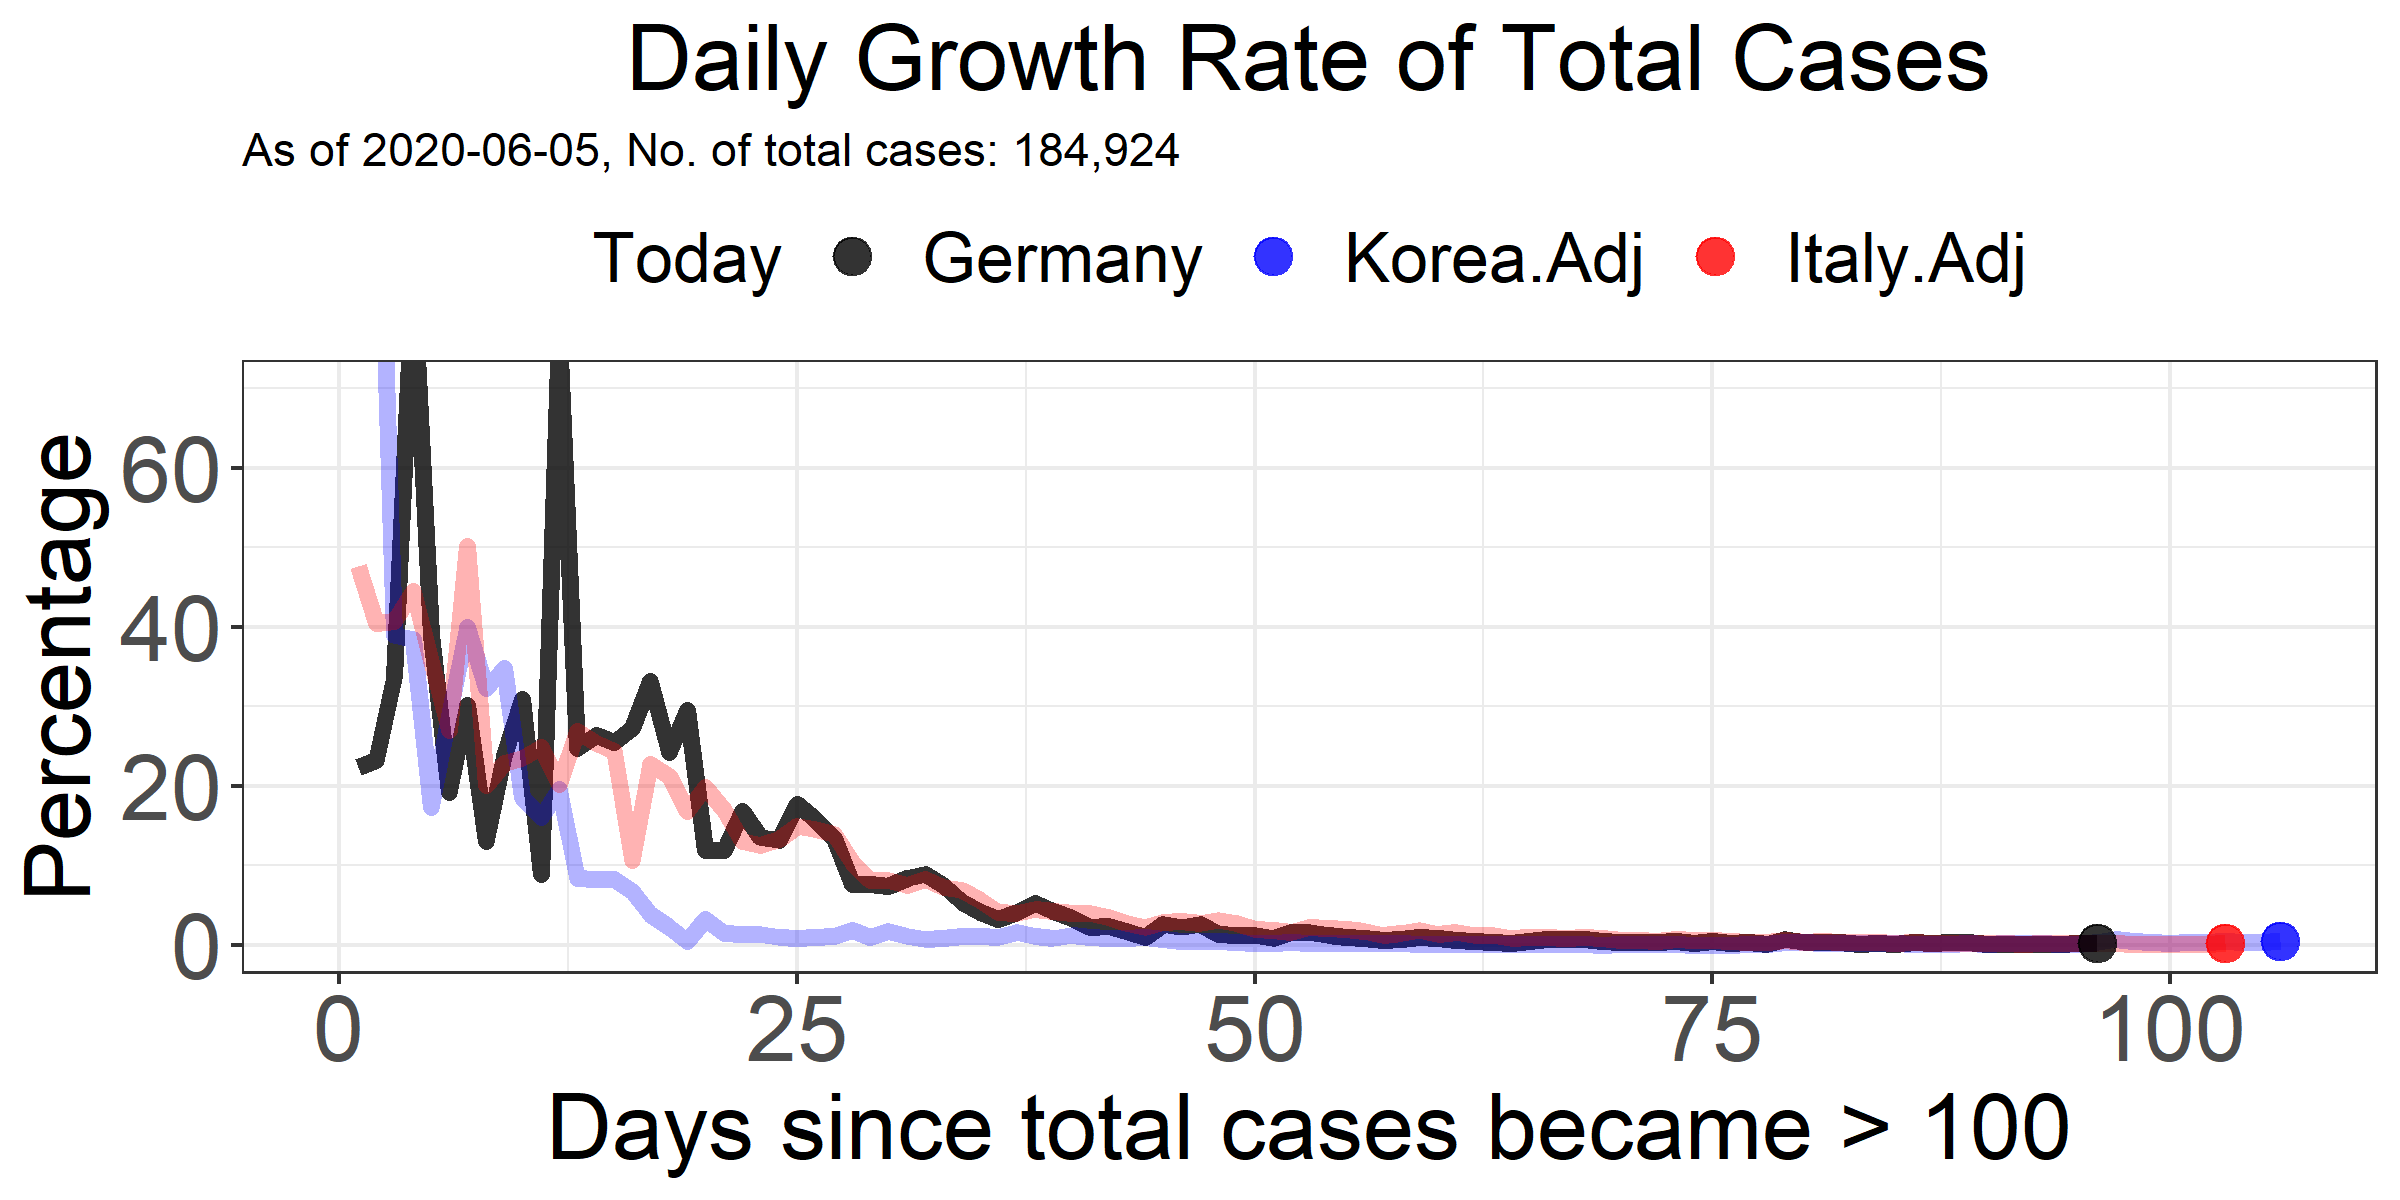 Daily Growth Rate of Total Cases
As of 2020-06-05, No. of total cases: 184,924
Today Germany Korea.Adj Italy.Adj
Percentage
60
40
20
0
0 25 50 75 100
Days since total cases became > 100